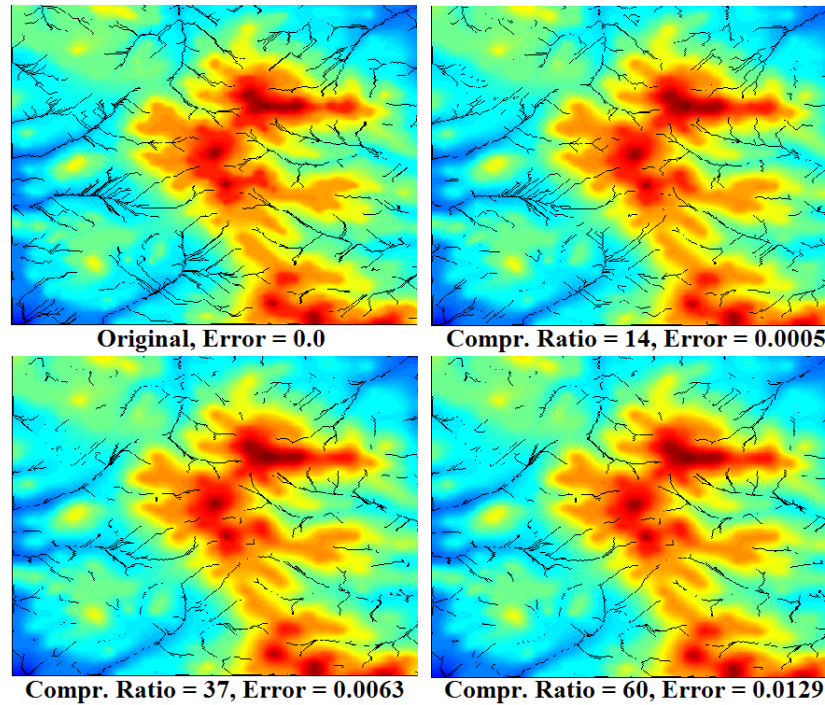 Original, Error = 0.0
Compr. Ratio = 14, Error = 0.0005
Compr. Ratio = 37, Error = 0.0063
Compr. Ratio = 60, Error = 0.0129